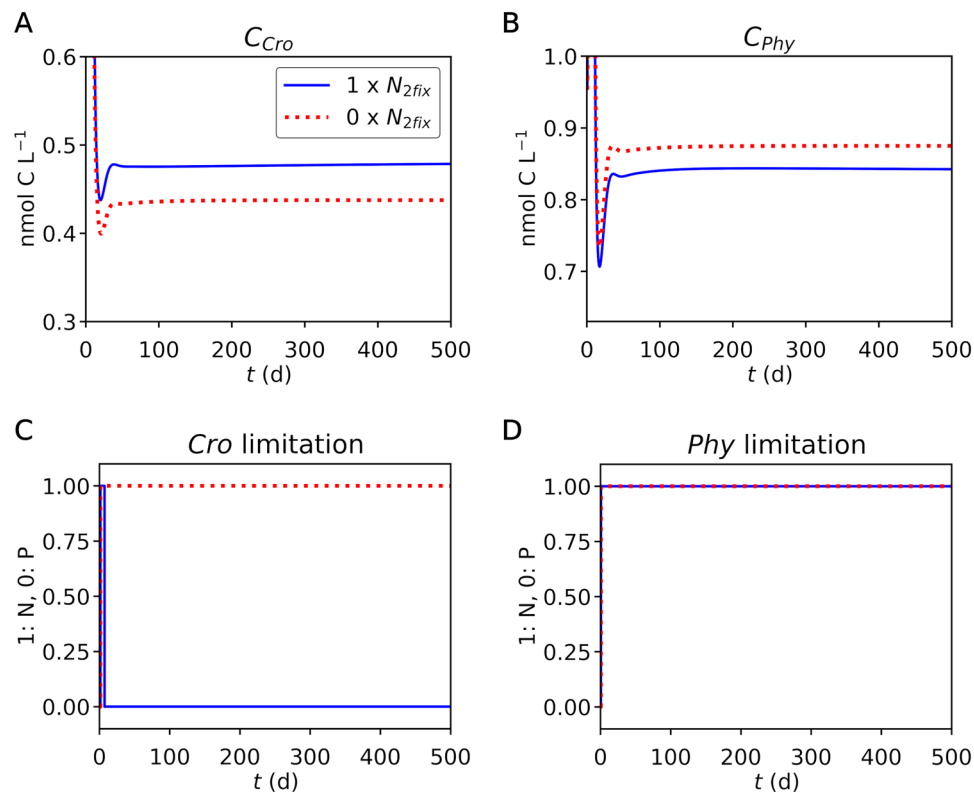 A
C_Cro
0.6
0.5
0.4
0.3
nmol C L⁻¹
1 x N_2fix
0 x N_2fix
0 100 200 300 400 500
t (d)
B
C_Phy
1.0
0.9
0.8
0.7
nmol C L⁻¹
0 100 200 300 400 500
t (d)
C
Cro limitation
1.00
0.75
0.50
0.25
0.00
1: N, 0: P
0 100 200 300 400 500
t (d)
D
Phy limitation
1.00
0.75
0.50
0.25
0.00
1: N, 0: P
0 100 200 300 400 500
t (d)